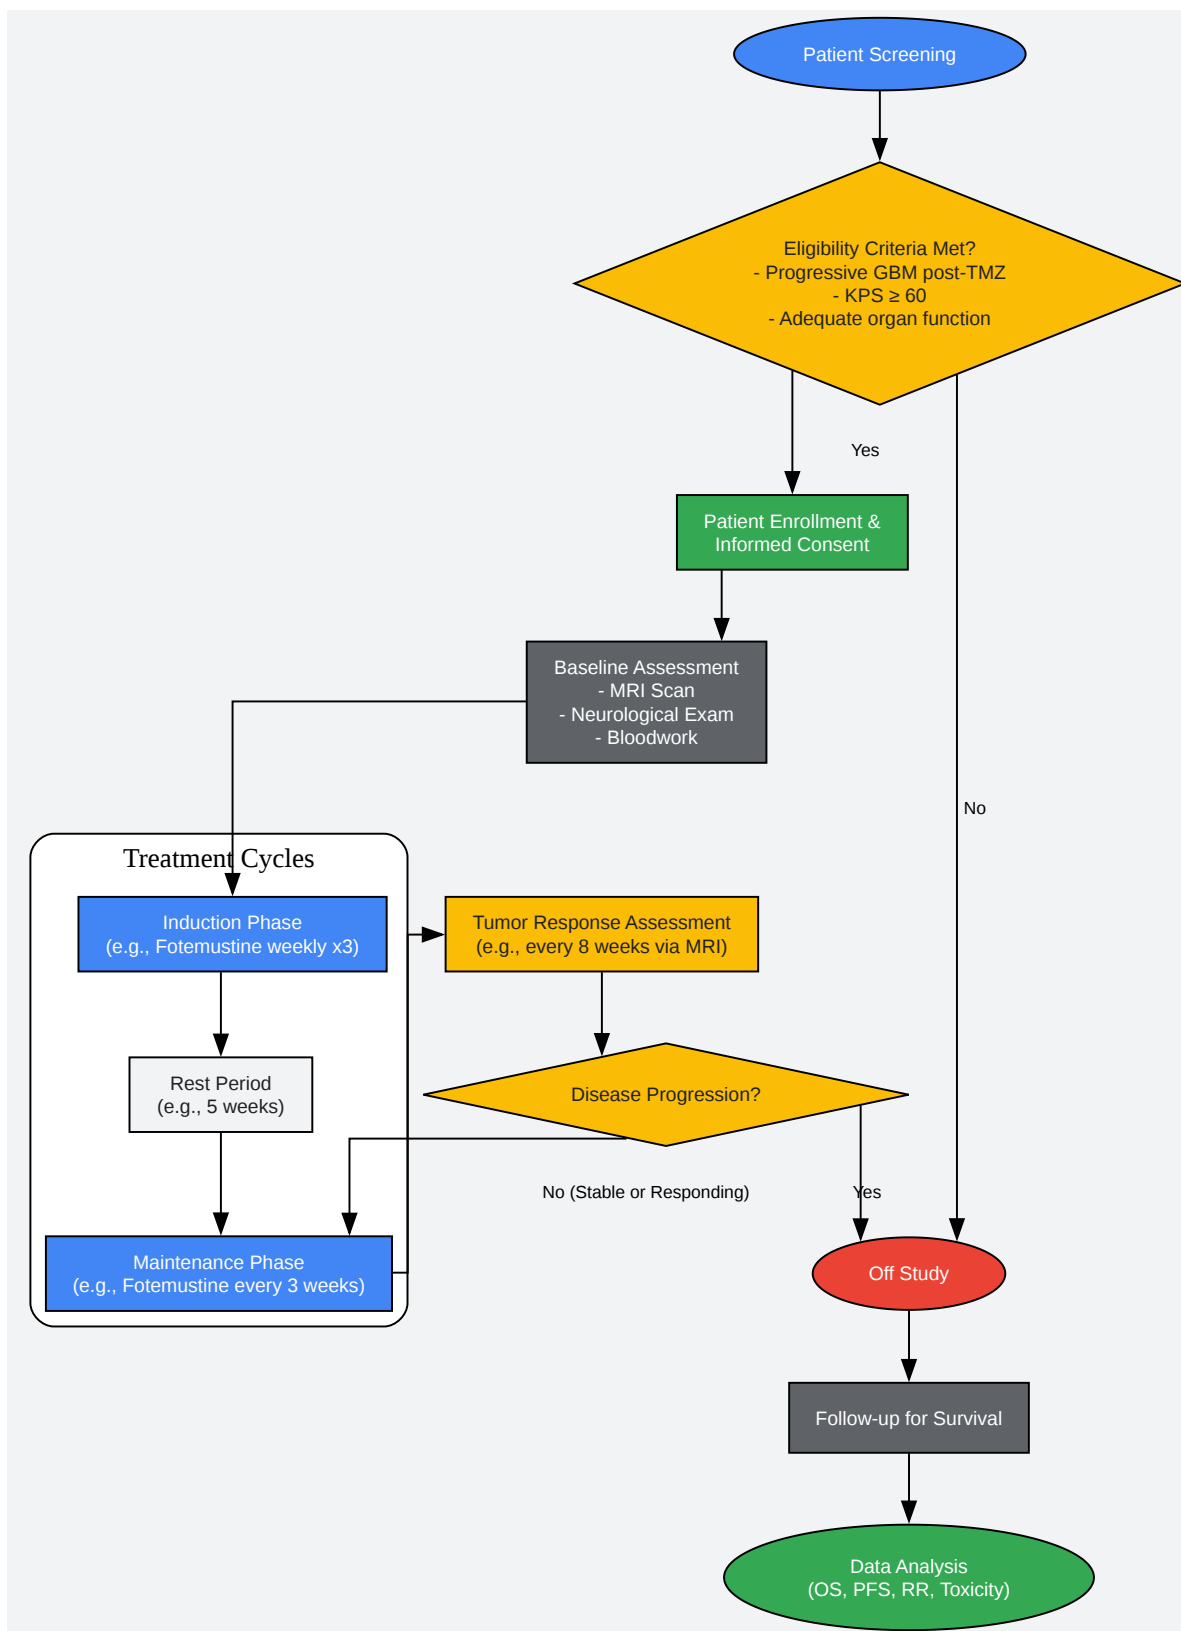 Patient Screening
Eligibility Criteria Met?
- Progressive GBM post-TMZ
- KPS ≥ 60
- Adequate organ function
Yes
Patient Enrollment &
Informed Consent
Baseline Assessment
- MRI Scan
- Neurological Exam
- Bloodwork
No
Treatment Cycles
Induction Phase
(e.g., Fotemustine weekly x3)
Tumor Response Assessment
(e.g., every 8 weeks via MRI)
Rest Period
(e.g., 5 weeks)
Disease Progression?
No (Stable or Responding)
Yes
Maintenance Phase
(e.g., Fotemustine every 3 weeks)
Off Study
Follow-up for Survival
Data Analysis
(OS, PFS, RR, Toxicity)